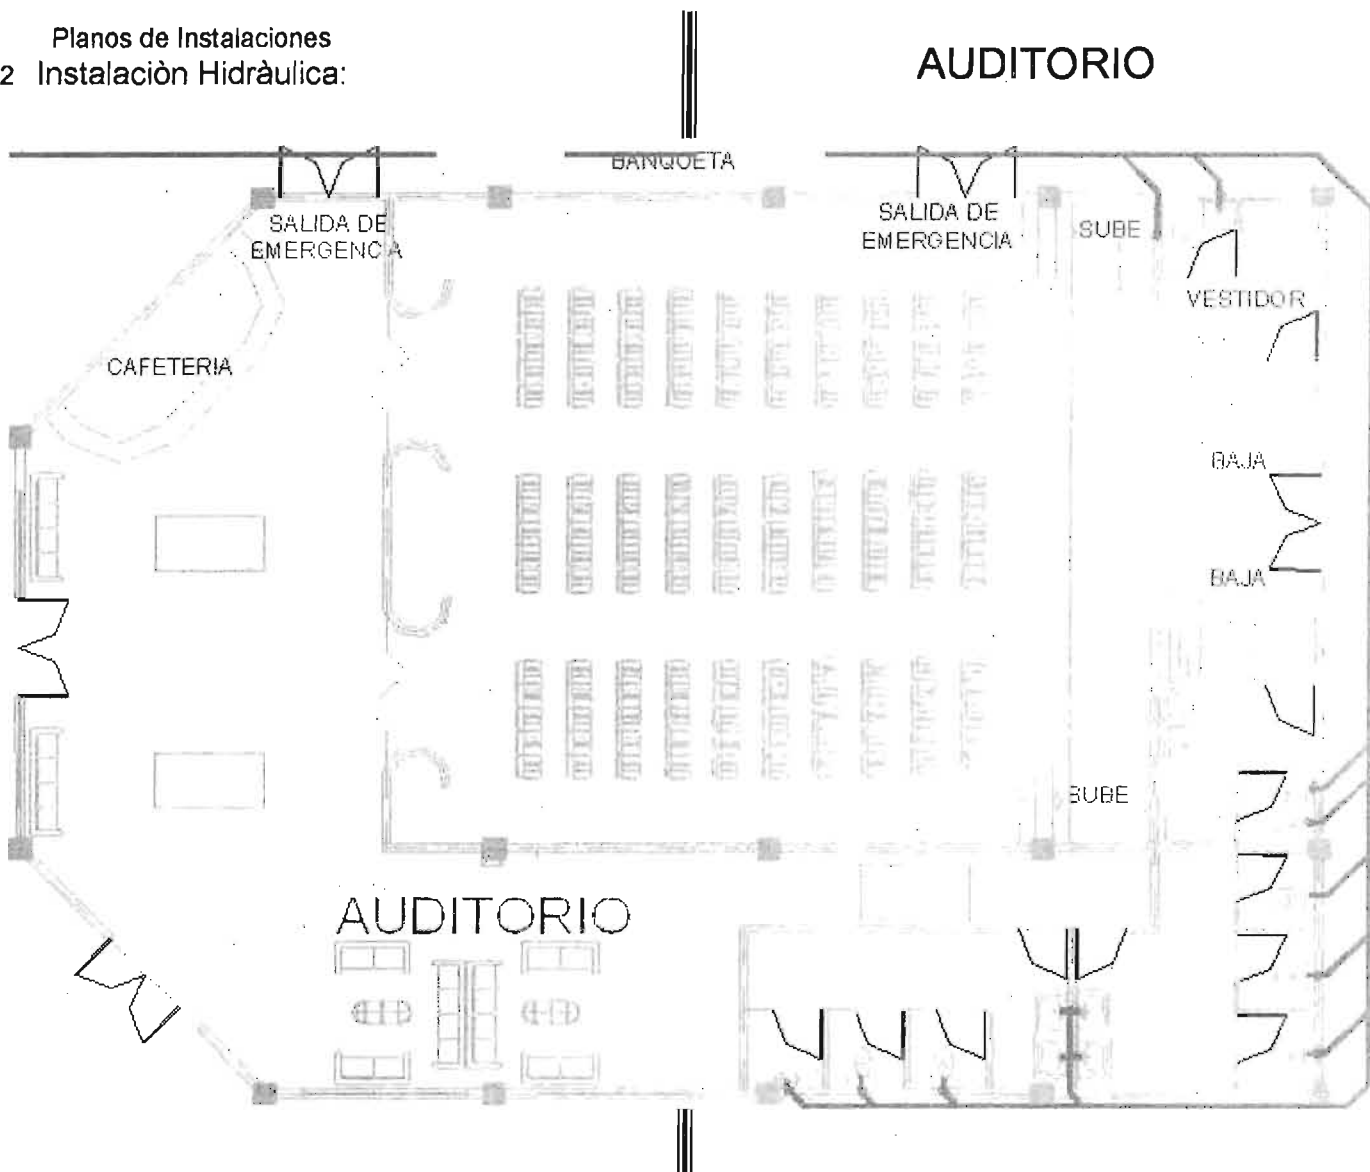 Planos de Instalaciones
2 Instalaciòn Hidràulica:
AUDITORIO
BANQUETA
SALIDA DE
EMERGENCIA
SALIDA DE
EMERGENCIA
SUBE
VESTIDOR
CAFETERIA
BAJA
BAJA
SUBE
AUDITORIO